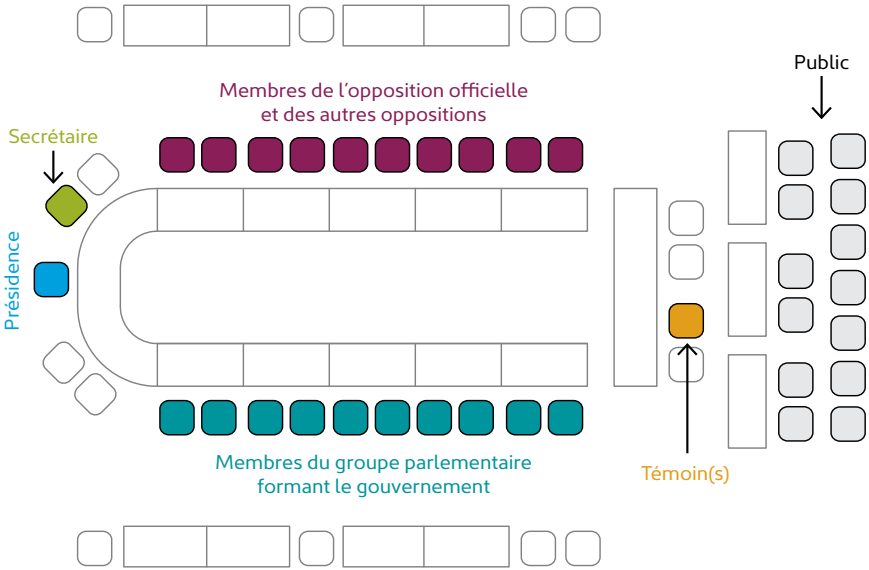 Public
Membres de l'opposition officielle
et des autres oppositions
Secrétaire
Présidence
Membres du groupe parlementaire
formant le gouvernement
Témoin(s)